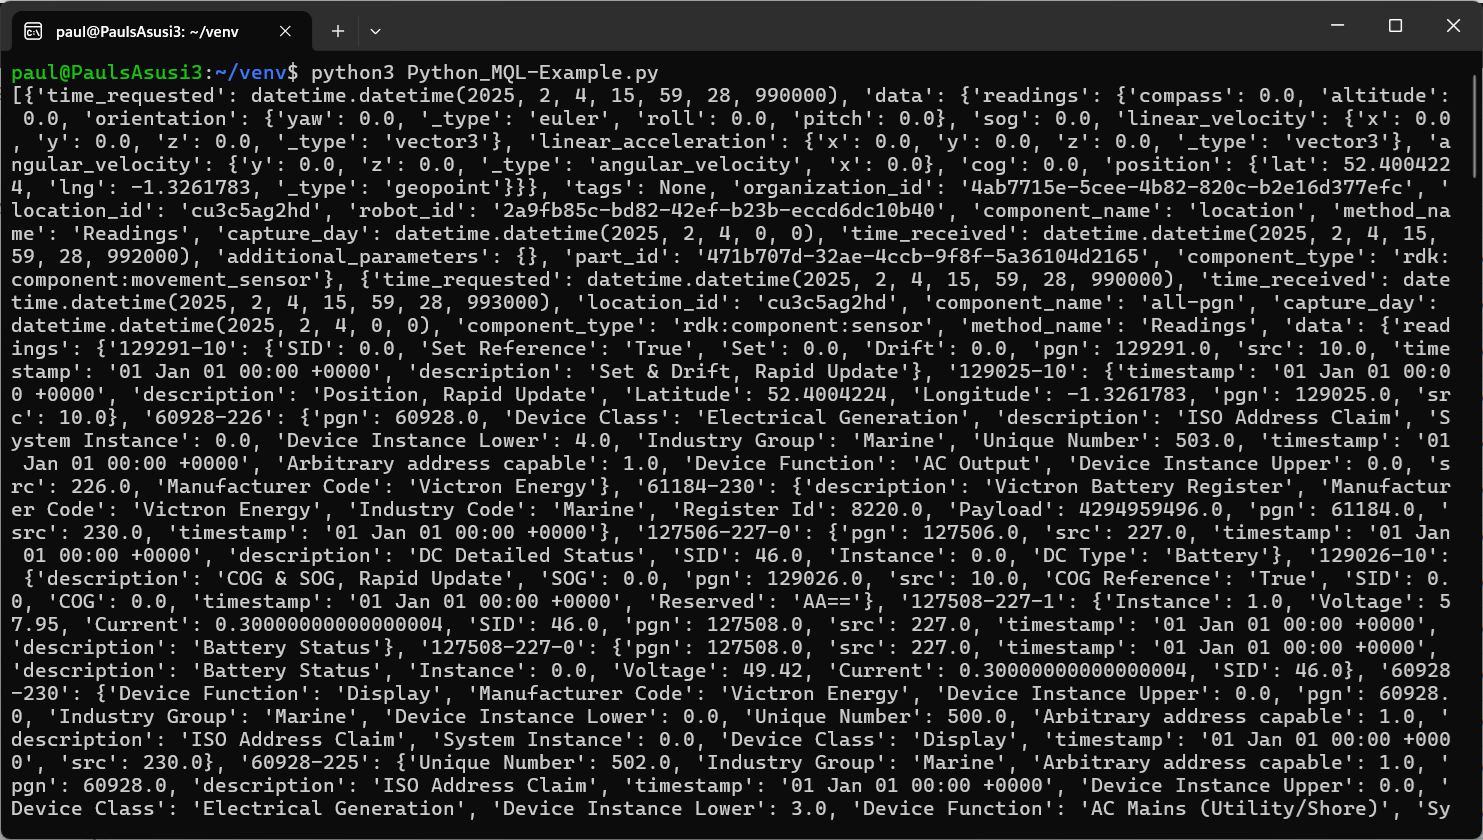 paul@PaulsAsusi3: ~/venv
paul@PaulsAsusi3:~/venv$ python3 Python_MQL-Example.py
[{'time_requested': datetime.datetime(2025, 2, 4, 15, 59, 28, 990000), 'data': {'readings': {'compass': 0.0, 'altitude':
 0.0, 'orientation': {'yaw': 0.0, '_type': 'euler', 'roll': 0.0, 'pitch': 0.0}, 'sog': 0.0, 'linear_velocity': {'x': 0.0
, 'y': 0.0, 'z': 0.0, '_type': 'vector3'}, 'linear_acceleration': {'x': 0.0, 'y': 0.0, 'z': 0.0, '_type': 'vector3'}, 'a
ngular_velocity': {'y': 0.0, 'z': 0.0, '_type': 'angular_velocity', 'x': 0.0}, 'cog': 0.0, 'position': {'lat': 52.400422
4, 'lng': -1.3261783, '_type': 'geopoint'}}}, 'tags': None, 'organization_id': '4ab7715e-5cee-4b82-820c-b2e16d377efc', '
location_id': 'cu3c5ag2hd', 'robot_id': '2a9fb85c-bd82-42ef-b23b-eccd6dc10b40', 'component_name': 'location', 'method_na
me': 'Readings', 'capture_day': datetime.datetime(2025, 2, 4, 0, 0), 'time_received': datetime.datetime(2025, 2, 4, 15,
59, 28, 992000), 'additional_parameters': {}, 'part_id': '471b707d-32ae-4ccb-9f8f-5a36104d2165', 'component_type': 'rdk:
component:movement_sensor'}, {'time_requested': datetime.datetime(2025, 2, 4, 15, 59, 28, 990000), 'time_received': date
time.datetime(2025, 2, 4, 15, 59, 28, 993000), 'location_id': 'cu3c5ag2hd', 'component_name': 'all-pgn', 'capture_day':
datetime.datetime(2025, 2, 4, 0, 0), 'component_type': 'rdk:component:sensor', 'method_name': 'Readings', 'data': {'read
ings': {'129291-10': {'SID': 0.0, 'Set Reference': 'True', 'Set': 0.0, 'Drift': 0.0, 'pgn': 129291.0, 'src': 10.0, 'time
stamp': '01 Jan 01 00:00 +0000', 'description': 'Set & Drift, Rapid Update'}, '129025-10': {'timestamp': '01 Jan 01 00:0
0 +0000', 'description': 'Position, Rapid Update', 'Latitude': 52.4004224, 'Longitude': -1.3261783, 'pgn': 129025.0, 'sr
c': 10.0}, '60928-226': {'pgn': 60928.0, 'Device Class': 'Electrical Generation', 'description': 'ISO Address Claim', 'S
ystem Instance': 0.0, 'Device Instance Lower': 4.0, 'Industry Group': 'Marine', 'Unique Number': 503.0, 'timestamp': '01
 Jan 01 00:00 +0000', 'Arbitrary address capable': 1.0, 'Device Function': 'AC Output', 'Device Instance Upper': 0.0, 's
rc': 226.0, 'Manufacturer Code': 'Victron Energy'}, '61184-230': {'description': 'Victron Battery Register', 'Manufactur
er Code': 'Victron Energy', 'Industry Code': 'Marine', 'Register Id': 8220.0, 'Payload': 4294959496.0, 'pgn': 61184.0, '
src': 230.0, 'timestamp': '01 Jan 01 00:00 +0000'}, '127506-227-0': {'pgn': 127506.0, 'src': 227.0, 'timestamp': '01 Jan
 01 00:00 +0000', 'description': 'DC Detailed Status', 'SID': 46.0, 'Instance': 0.0, 'DC Type': 'Battery'}, '129026-10':
 {'description': 'COG & SOG, Rapid Update', 'SOG': 0.0, 'pgn': 129026.0, 'src': 10.0, 'COG Reference': 'True', 'SID': 0.
0, 'COG': 0.0, 'timestamp': '01 Jan 01 00:00 +0000', 'Reserved': 'AA=='}, '127508-227-1': {'Instance': 1.0, 'Voltage': 5
7.95, 'Current': 0.30000000000000004, 'SID': 46.0, 'pgn': 127508.0, 'src': 227.0, 'timestamp': '01 Jan 01 00:00 +0000',
'description': 'Battery Status'}, '127508-227-0': {'pgn': 127508.0, 'src': 227.0, 'timestamp': '01 Jan 01 00:00 +0000',
'description': 'Battery Status', 'Instance': 0.0, 'Voltage': 49.42, 'Current': 0.30000000000000004, 'SID': 46.0}, '60928
-230': {'Device Function': 'Display', 'Manufacturer Code': 'Victron Energy', 'Device Instance Upper': 0.0, 'pgn': 60928.
0, 'Industry Group': 'Marine', 'Device Instance Lower': 0.0, 'Unique Number': 500.0, 'Arbitrary address capable': 1.0, '
description': 'ISO Address Claim', 'System Instance': 0.0, 'Device Class': 'Display', 'timestamp': '01 Jan 01 00:00 +000
0', 'src': 230.0}, '60928-225': {'Unique Number': 502.0, 'Industry Group': 'Marine', 'Arbitrary address capable': 1.0, '
pgn': 60928.0, 'description': 'ISO Address Claim', 'timestamp': '01 Jan 01 00:00 +0000', 'Device Instance Upper': 0.0, '
Device Class': 'Electrical Generation', 'Device Instance Lower': 3.0, 'Device Function': 'AC Mains (Utility/Shore)', 'Sy